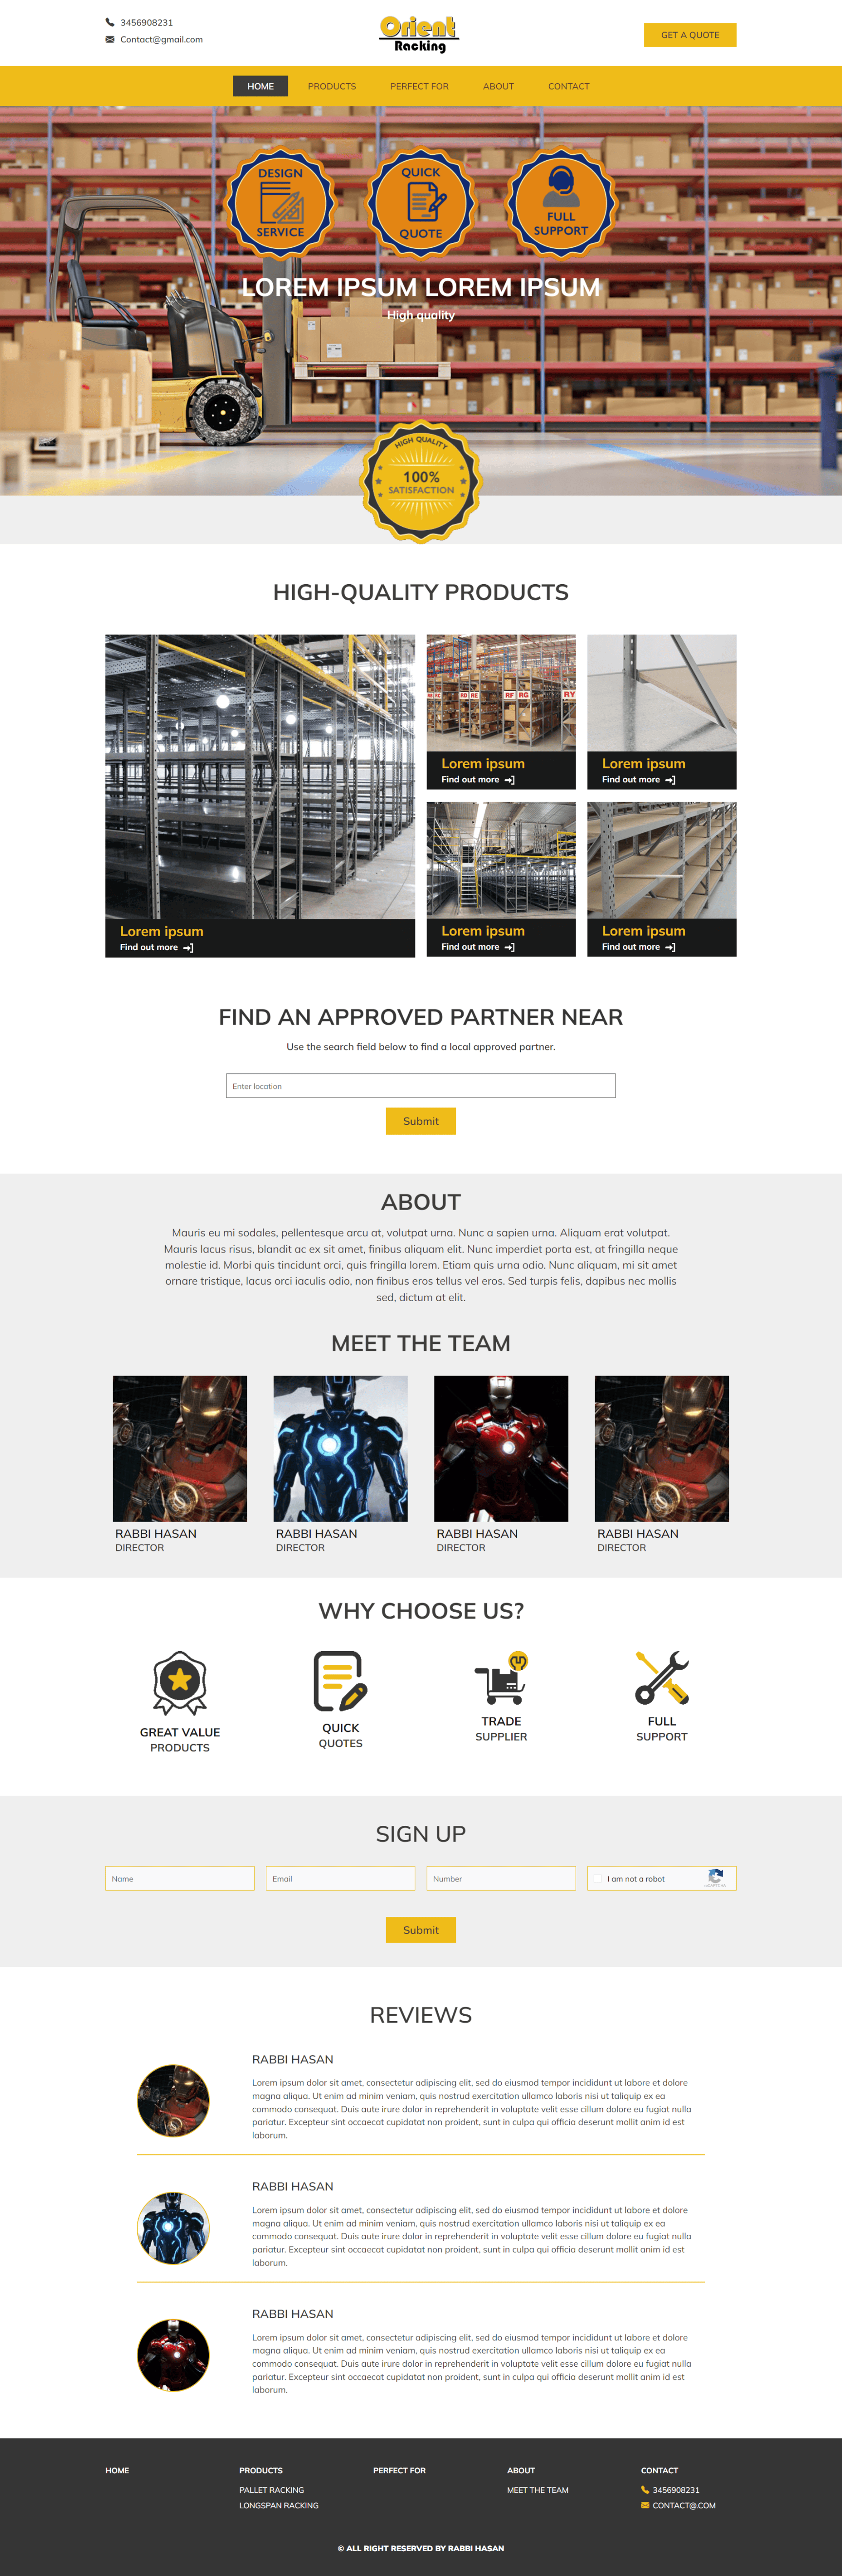 3456908231
Contact@gmail.com
Orient
Racking
GET A QUOTE
HOME
PRODUCTS
PERFECT FOR
ABOUT
CONTACT
DESIGN
SERVICE
QUICK
QUOTE
FULL
SUPPORT
LOREM IPSUM LOREM IPSUM
High quality
HIGH QUALITY
100%
SATISFACTION
HIGH-QUALITY PRODUCTS
RC
RD RE
RF RG
RY
Lorem ipsum
Find out more
Lorem ipsum
Find out more
Lorem ipsum
Find out more
Lorem ipsum
Find out more
Lorem ipsum
Find out more
FIND AN APPROVED PARTNER NEAR
Use the search field below to find a local approved partner.
Enter location
Submit
ABOUT
Mauris eu mi sodales, pellentesque arcu at, volutpat urna. Nunc a sapien urna. Aliquam erat volutpat.
Mauris lacus risus, blandit ac ex sit amet, finibus aliquam elit. Nunc imperdiet porta est, at fringilla neque
molestie id. Morbi quis tincidunt orci, quis fringilla lorem. Etiam quis urna odio. Nunc aliquam, mi sit amet
ornare tristique, lacus orci iaculis odio, non finibus eros tellus vel eros. Sed turpis felis, dapibus nec mollis
sed, dictum at elit.
MEET THE TEAM
RABBI HASAN
DIRECTOR
RABBI HASAN
DIRECTOR
RABBI HASAN
DIRECTOR
RABBI HASAN
DIRECTOR
WHY CHOOSE US?
GREAT VALUE
PRODUCTS
QUICK
QUOTES
TRADE
SUPPLIER
FULL
SUPPORT
SIGN UP
Name
Email
Number
I am not a robot
reCAPTCHA
Submit
REVIEWS
RABBI HASAN
Lorem ipsum dolor sit amet, consectetur adipiscing elit, sed do eiusmod tempor incididunt ut labore et dolore
magna aliqua. Ut enim ad minim veniam, quis nostrud exercitation ullamco laboris nisi ut taliquip ex ea
commodo consequat. Duis aute irure dolor in reprehenderit in voluptate velit esse cillum dolore eu fugiat nulla
pariatur. Excepteur sint occaecat cupidatat non proident, sunt in culpa qui officia deserunt mollit anim id est
laborum.
RABBI HASAN
Lorem ipsum dolor sit amet, consectetur adipiscing elit, sed do eiusmod tempor incididunt ut labore et dolore
magna aliqua. Ut enim ad minim veniam, quis nostrud exercitation ullamco laboris nisi ut taliquip ex ea
commodo consequat. Duis aute irure dolor in reprehenderit in voluptate velit esse cillum dolore eu fugiat nulla
pariatur. Excepteur sint occaecat cupidatat non proident, sunt in culpa qui officia deserunt mollit anim id est
laborum.
RABBI HASAN
Lorem ipsum dolor sit amet, consectetur adipiscing elit, sed do eiusmod tempor incididunt ut labore et dolore
magna aliqua. Ut enim ad minim veniam, quis nostrud exercitation ullamco laboris nisi ut taliquip ex ea
commodo consequat. Duis aute irure dolor in reprehenderit in voluptate velit esse cillum dolore eu fugiat nulla
pariatur. Excepteur sint occaecat cupidatat non proident, sunt in culpa qui officia deserunt mollit anim id est
laborum.
HOME
PRODUCTS
PALLET RACKING
LONGSPAN RACKING
PERFECT FOR
ABOUT
MEET THE TEAM
CONTACT
3456908231
CONTACT@.COM
© ALL RIGHT RESERVED BY RABBI HASAN